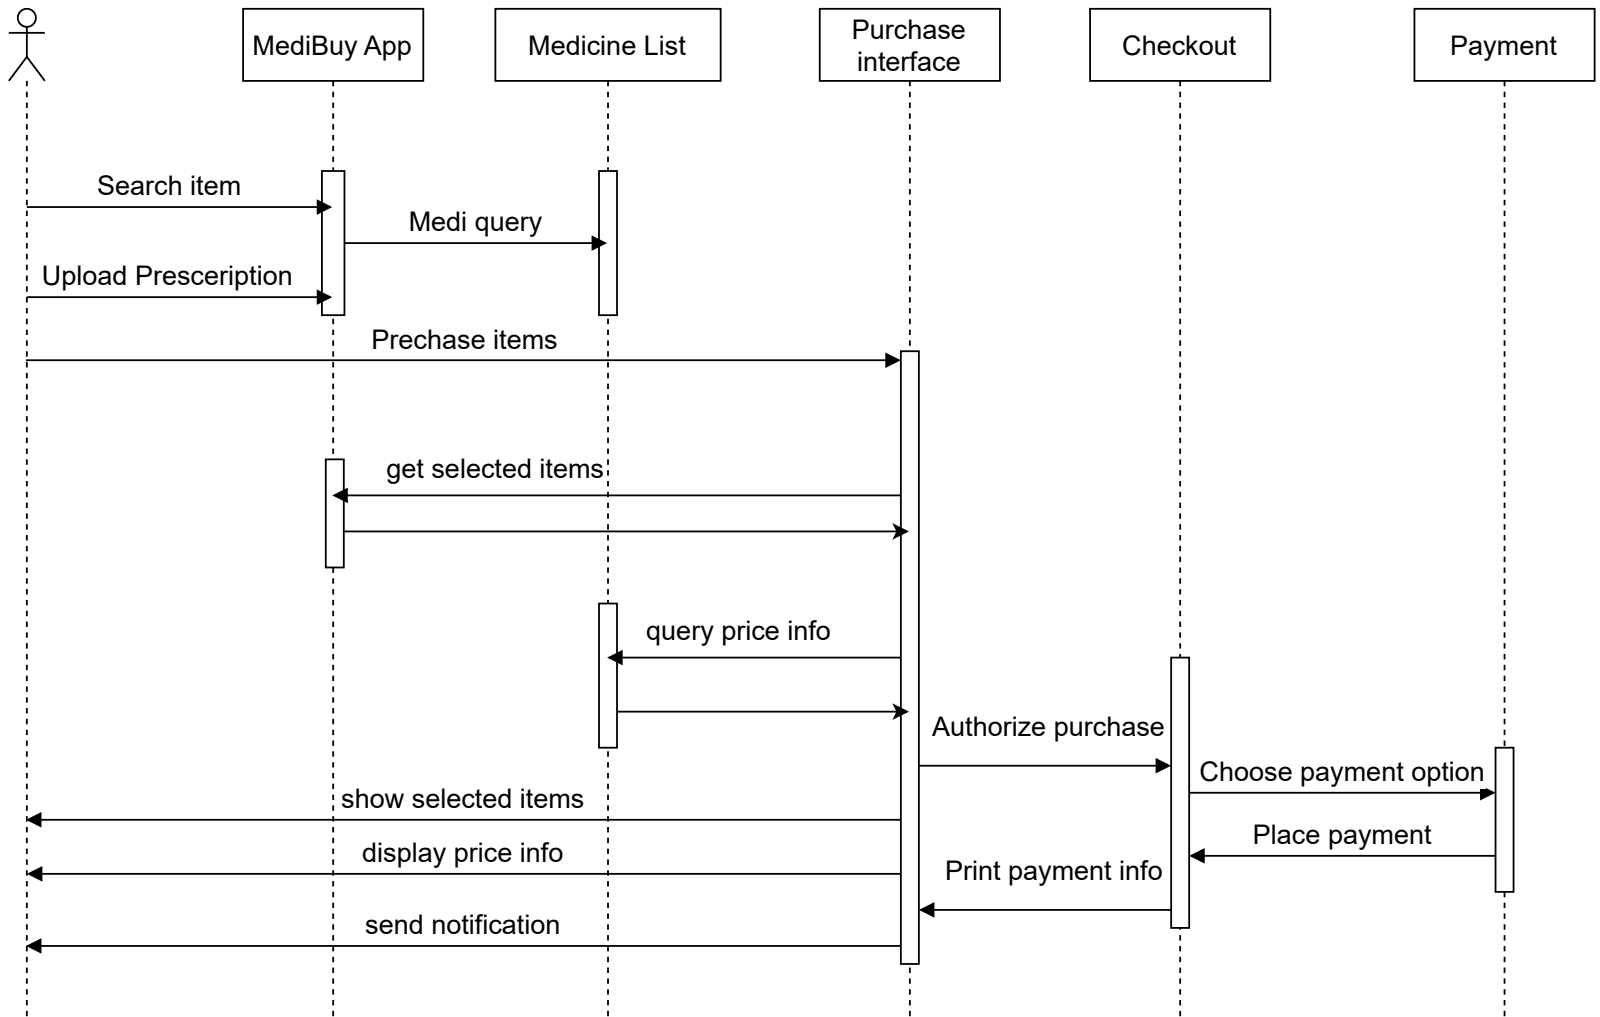 MediBuy App
Medicine List
Purchase
interface
Checkout
Payment
Search item
Medi query
Upload Presceription
Prechase items
get selected items
query price info
Authorize purchase
Choose payment option
show selected items
Place payment
display price info
Print payment info
send notification